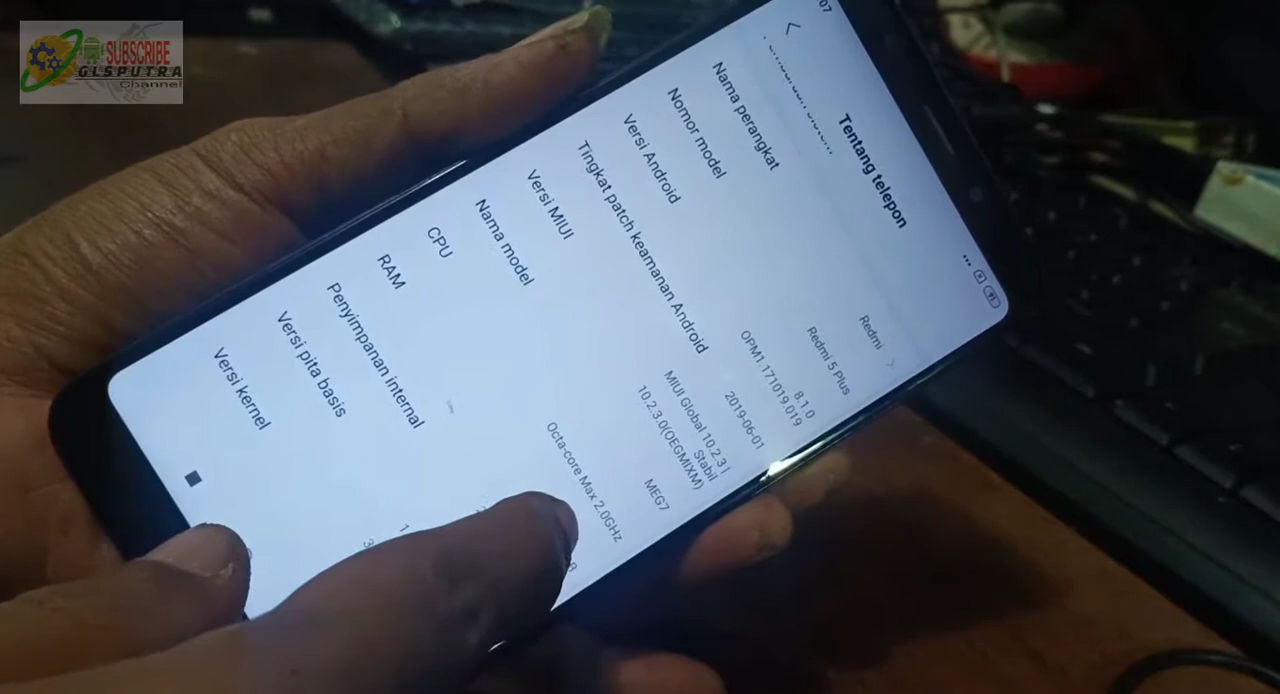 SUBSCRIBE
GLSPUTRA
Channel
07
Tentang telepon
Nama perangkat
Redmi
Nomor model
Redmi 5 Plus
Versi Android
8.1.0
OPM1.171019.019
Tingkat patch keamanan Android
2019-06-01
Versi MIUI
MIUI Global 10.2.3 |
Stabil
10.2.3.0(OEGMIXM)
Nama model
MEG7
CPU
Octa-core Max 2.0GHz
RAM
Penyimpanan internal
Versi pita basis
Versi kernel